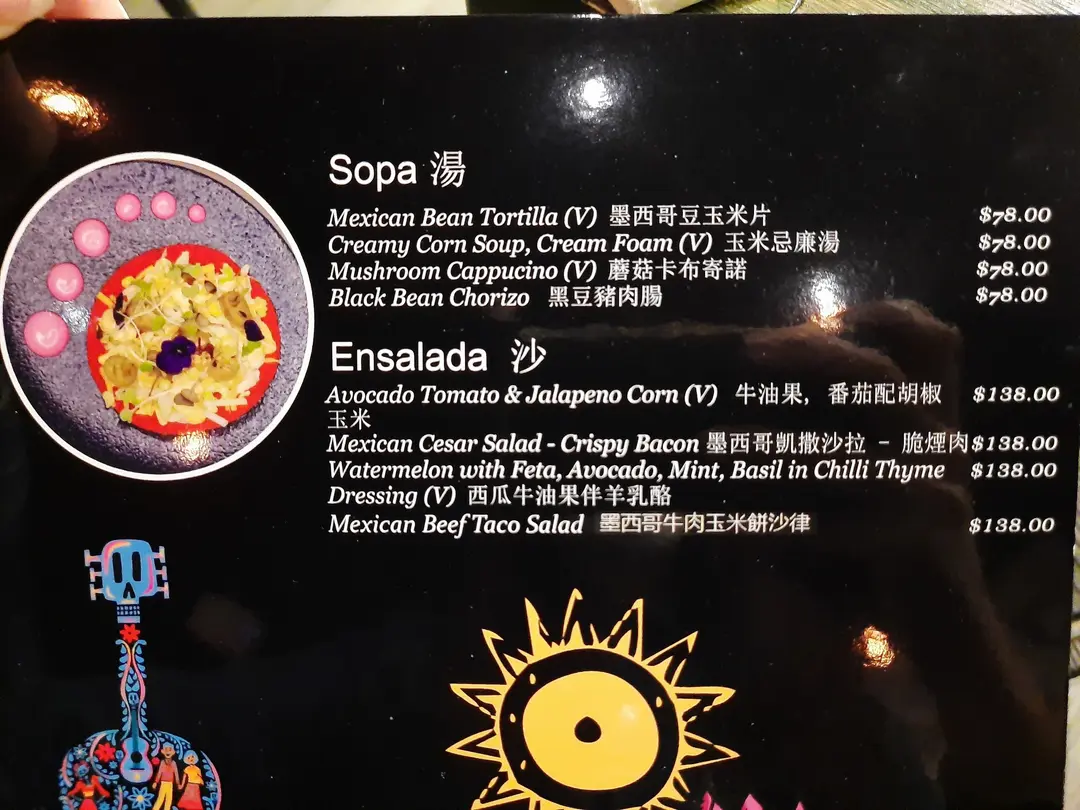 Sopa 湯
Mexican Bean Tortilla (V) 墨西哥豆玉米片 $78.00
Creamy Corn Soup, Cream Foam (V) 玉米忌廉湯 $78.00
Mushroom Cappucino (V) 蘑菇卡布寄諾 $78.00
Black Bean Chorizo 黑豆豬肉腸 $78.00
Ensalada 沙
Avocado Tomato & Jalapeno Corn (V) 牛油果，番茄配胡椒 $138.00
玉米
Mexican Cesar Salad - Crispy Bacon 墨西哥凱撒沙拉 - 脆煙肉 $138.00
Watermelon with Feta, Avocado, Mint, Basil in Chilli Thyme $138.00
Dressing (V) 西瓜牛油果伴羊乳酪
Mexican Beef Taco Salad 墨西哥牛肉玉米餅沙律 $138.00